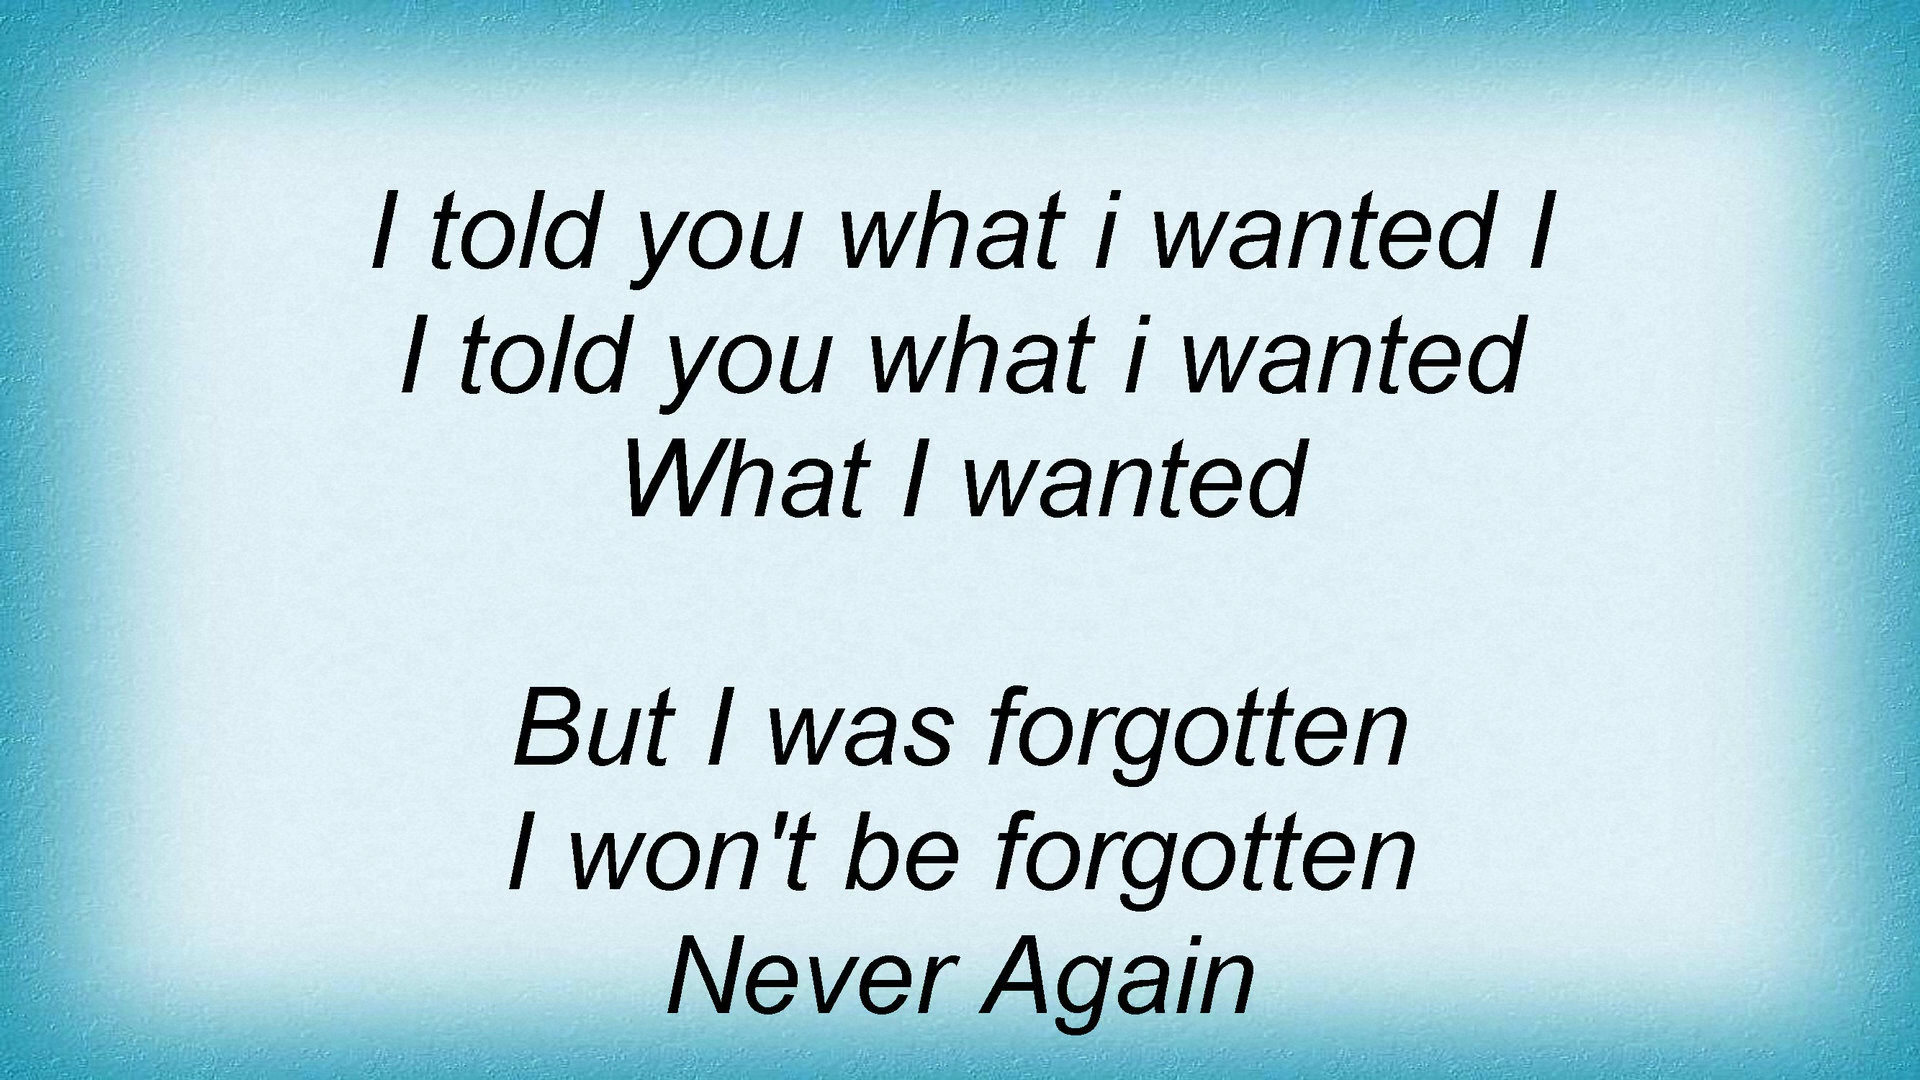 I told you what i wanted I
I told you what i wanted
What I wanted
But I was forgotten
I won't be forgotten
Never Again